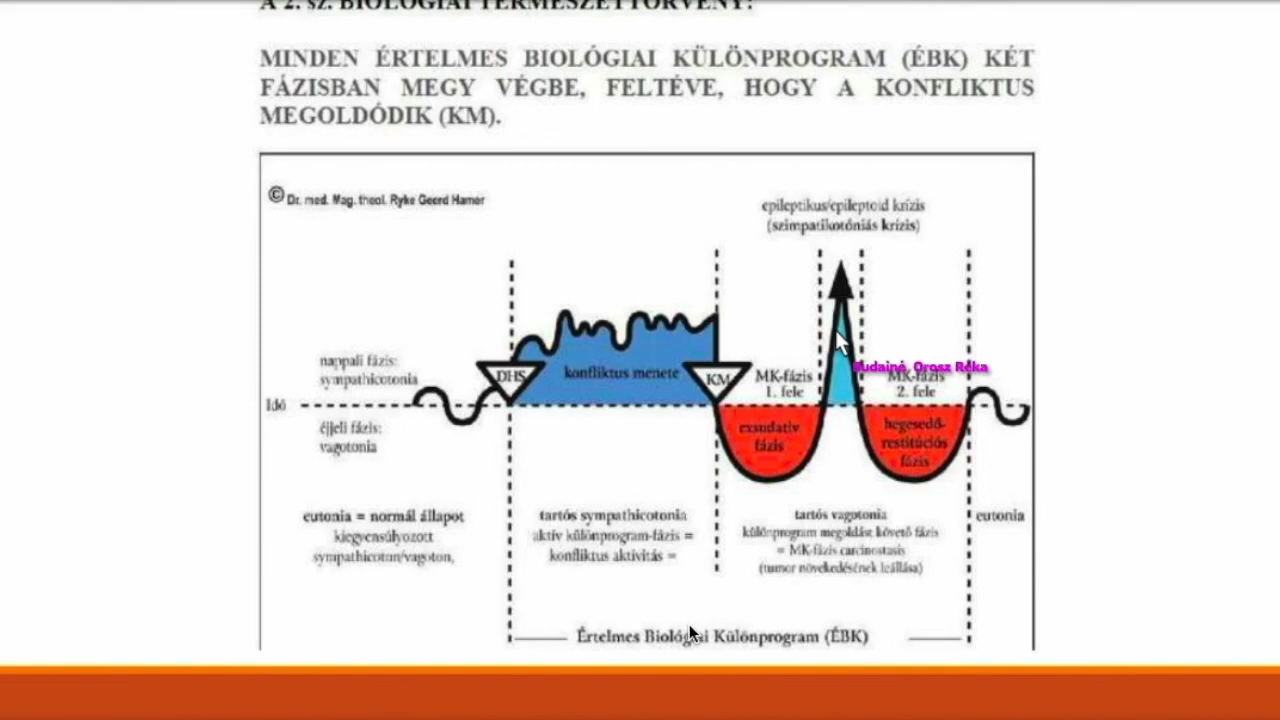 A 2. sz. BIOLÓGIAI TERMÉSZETTÖRVÉNY:
MINDEN ÉRTELMES BIOLÓGIAI KÜLÖNPROGRAM (ÉBK) KÉT
FÁZISBAN MEGY VÉGBE, FELTÉVE, HOGY A KONFLIKTUS
MEGOLDÓDIK (KM).
© Dr. med. Mag. theol. Ryke Geerd Hamer
epileptikus/epileptoid krízis
(szimpatikotóniás krízis)
nappali fázis:
sympathicotonia
DHS
konfliktus menete
KM
MK-fázis
1. fele
Budainé Orosz Réka
MK-fázis
2. fele
Idő
éjjeli fázis:
vagotonia
exsudatív
fázis
hegesedő-
restitúciós
fázis
eutonia = normál állapot
kiegyensúlyozott
sympathicoton/vagoton,
tartós sympathicotonia
aktív különprogram-fázis =
konfliktus aktivitás =
tartós vagotonia
különprogram megoldást követő fázis
= MK-fázis carcinostasis
(tumor növekedésének leállása)
eutonia
Értelmes Biológiai Különprogram (ÉBK)